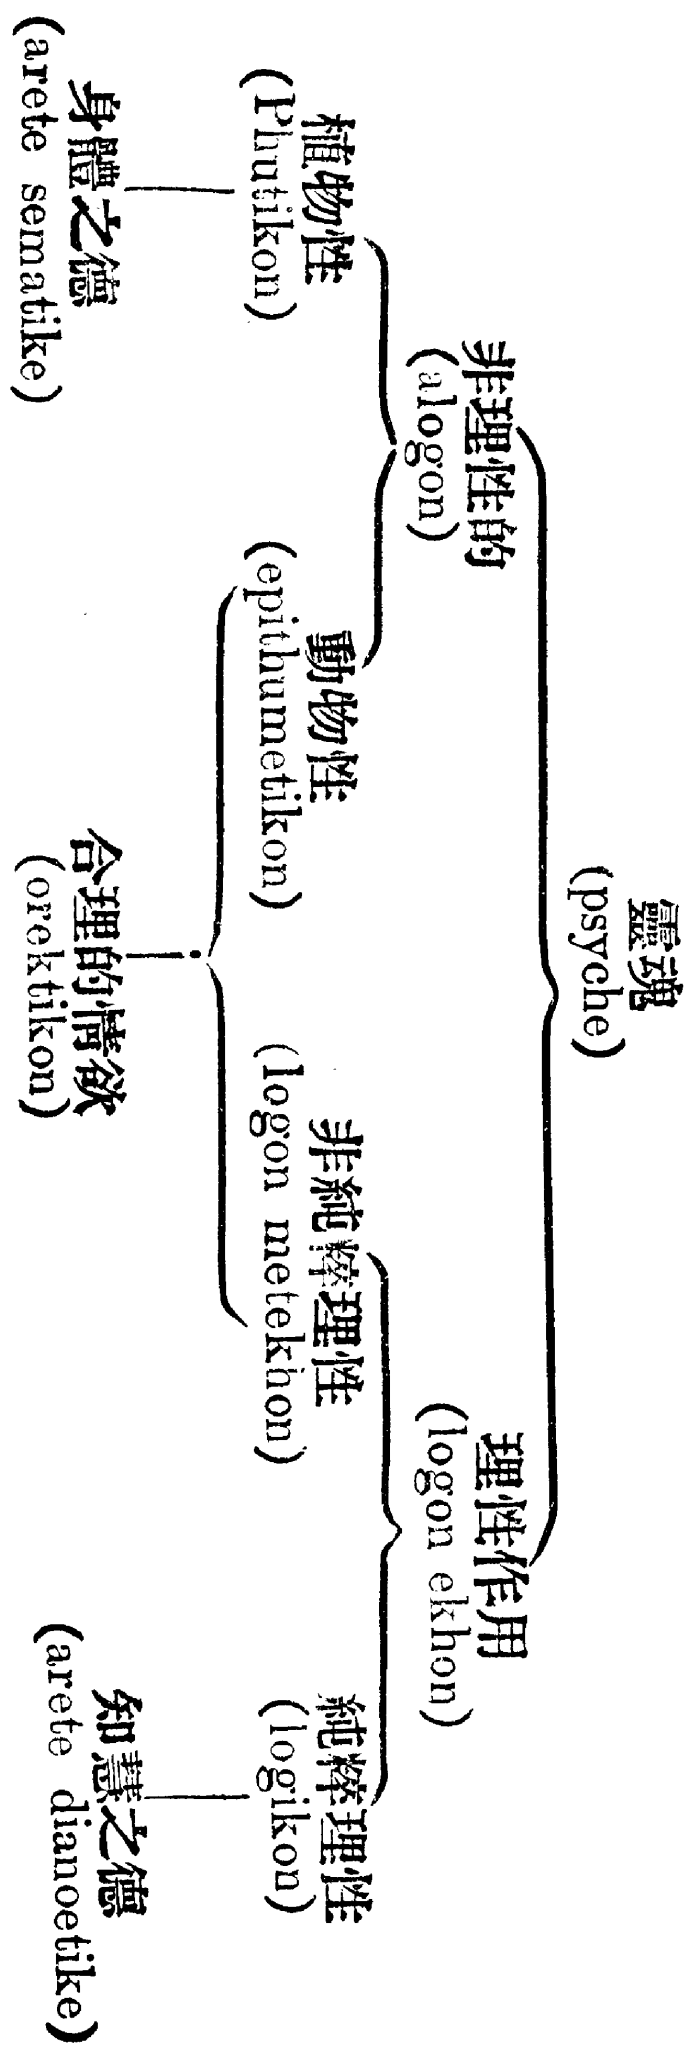 靈魂
(psyche)
非理性的
(alogon)
理性作用
(logon ekhon)
植物性
(Phutikon)
動物性
(epithumetikon)
非純粹理性
(logon metekhon)
純粹理性
(logikon)
身體之德
(arete sematike)
合理的情欲
(orektikon)
知慧之德
(arete dianoetike)